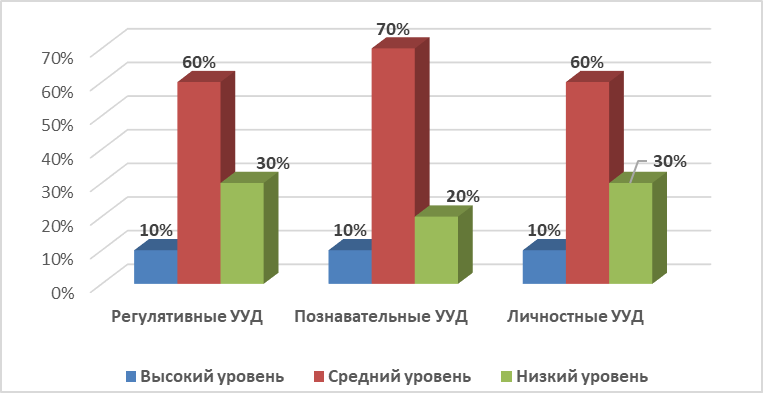 70%
60%
50%
40%
30%
20%
10%
0%
10%
60%
30%
10%
70%
20%
10%
60%
30%
Регулятивные УУД
Познавательные УУД
Личностные УУД
Высокий уровень
Средний уровень
Низкий уровень